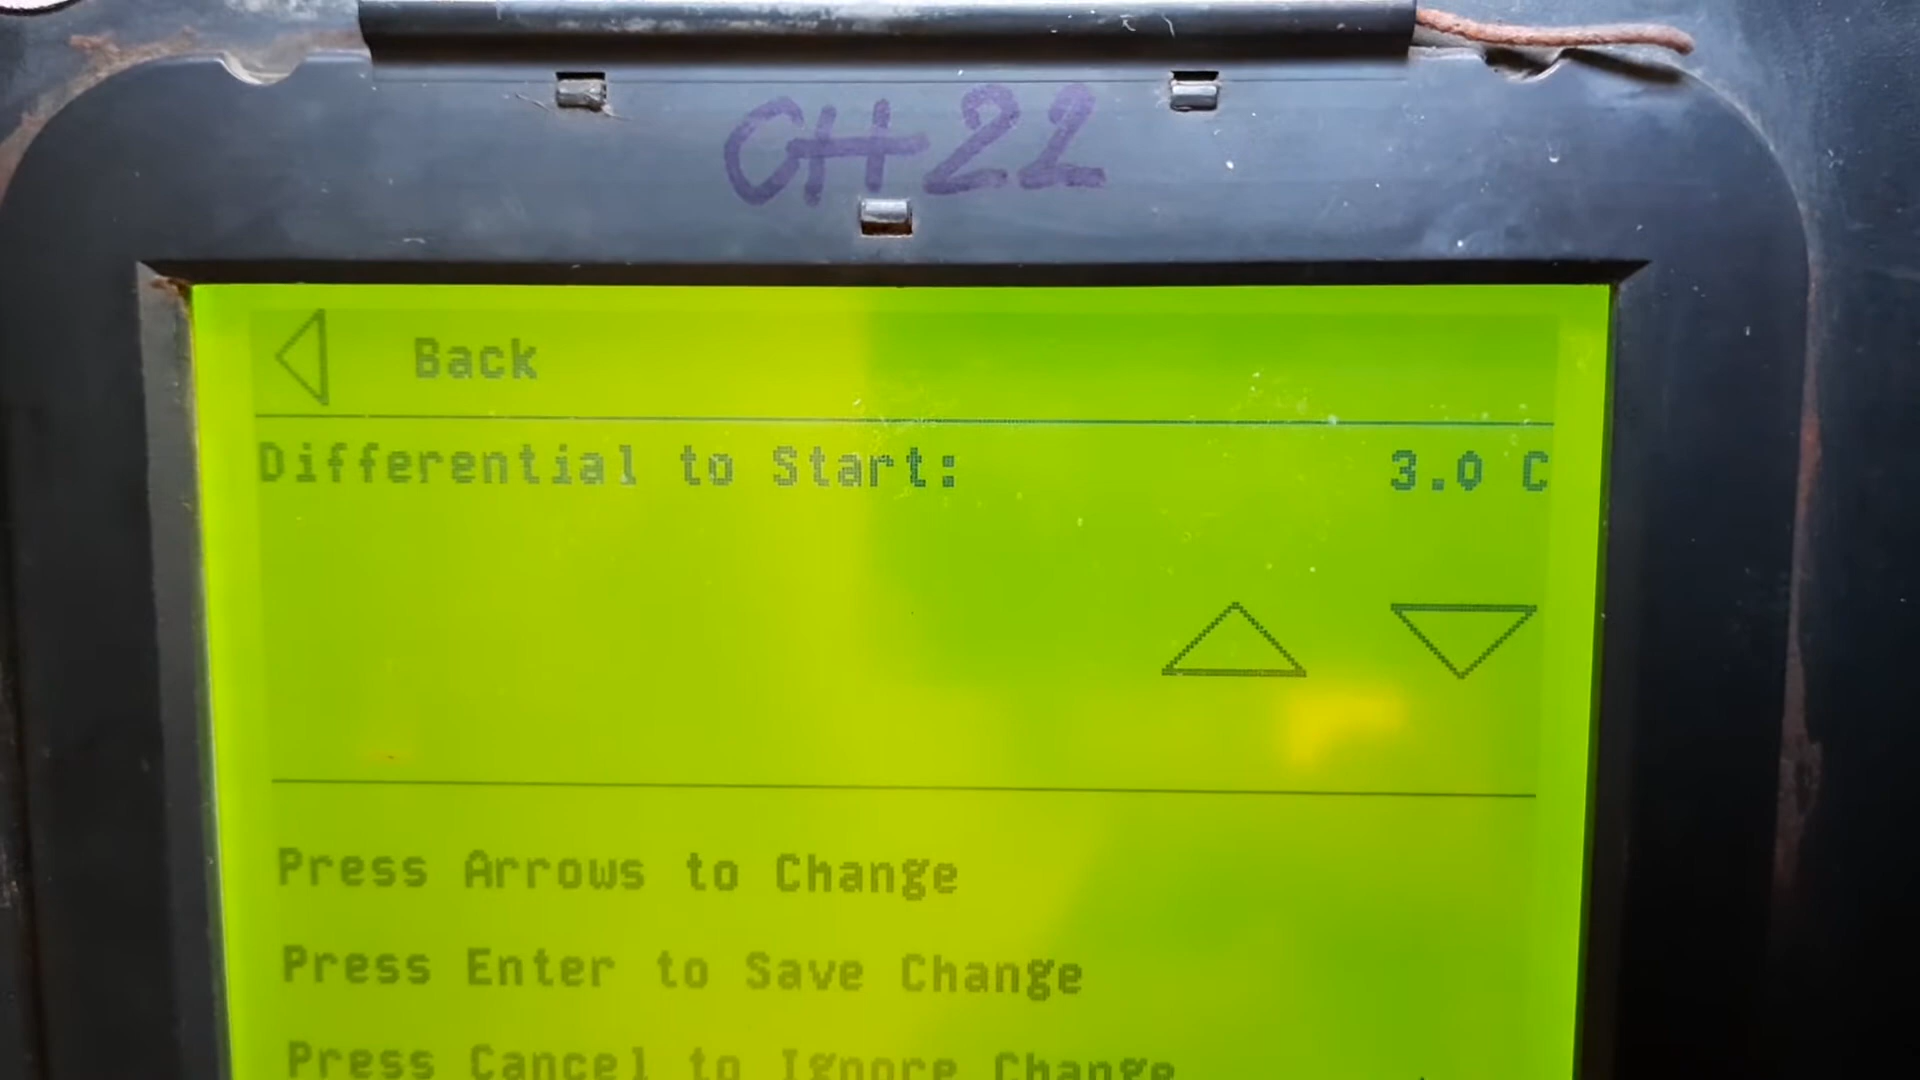 CH22
Back
Differential to Start: 3.0 C
Press Arrows to Change
Press Enter to Save Change
Press Cancel to Ignore Change